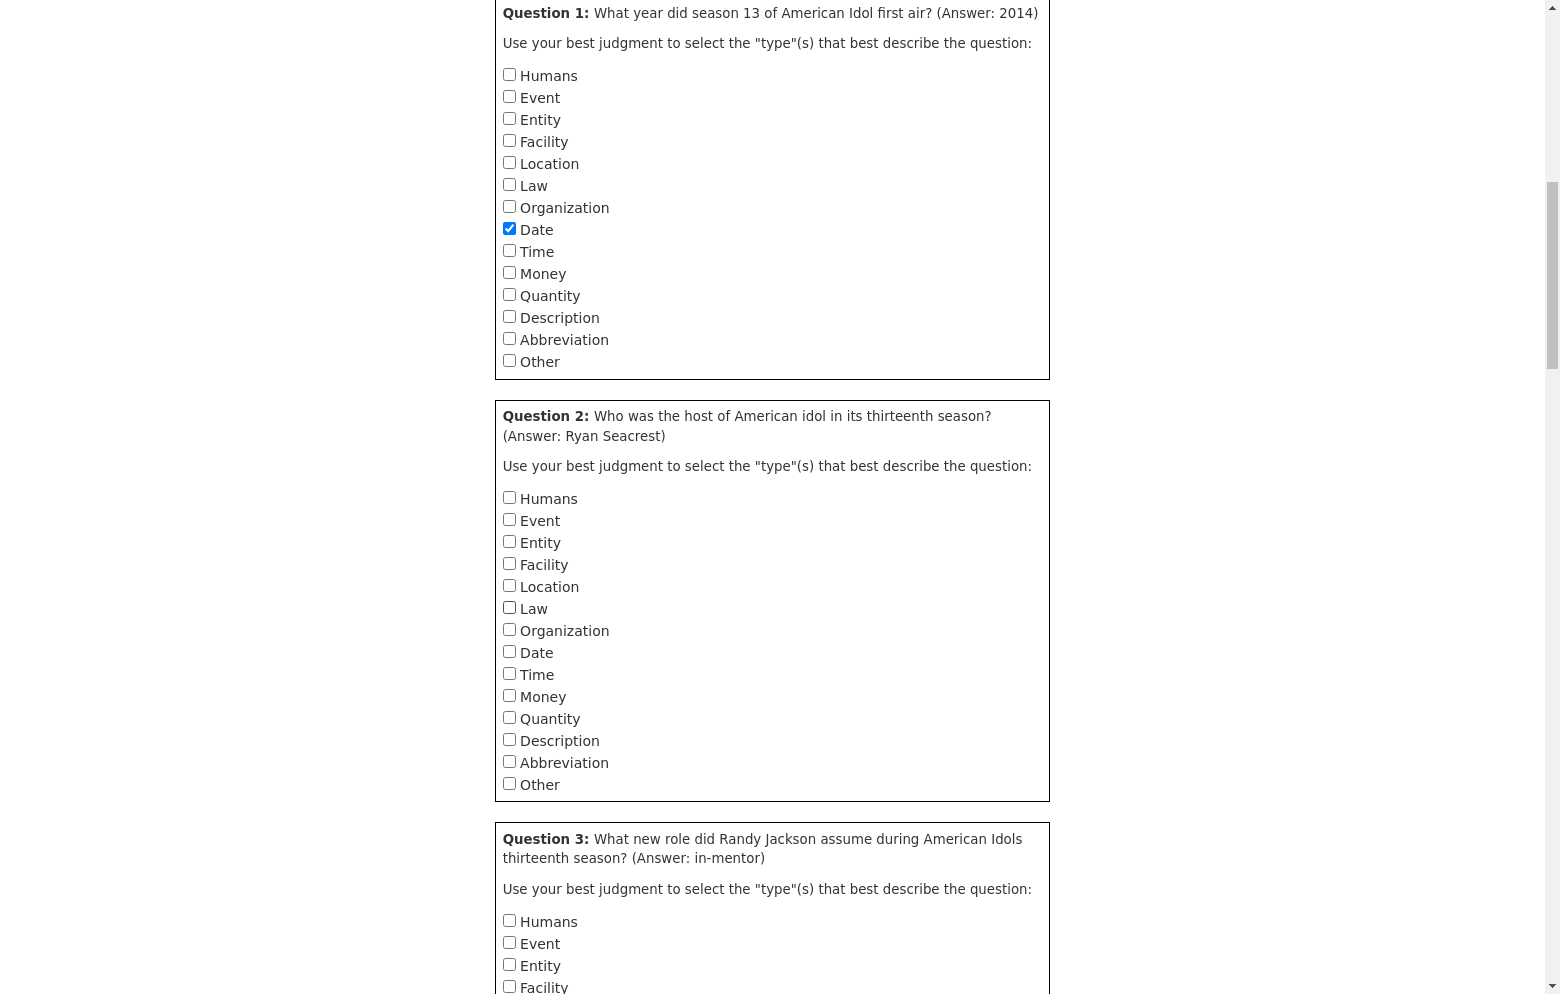 Question 1: What year did season 13 of American Idol first air? (Answer: 2014)
Use your best judgment to select the "type"(s) that best describe the question:
Humans
Event
Entity
Facility
Location
Law
Organization
Date
Time
Money
Quantity
Description
Abbreviation
Other
Question 2: Who was the host of American idol in its thirteenth season?
(Answer: Ryan Seacrest)
Use your best judgment to select the "type"(s) that best describe the question:
Humans
Event
Entity
Facility
Location
Law
Organization
Date
Time
Money
Quantity
Description
Abbreviation
Other
Question 3: What new role did Randy Jackson assume during American Idols
thirteenth season? (Answer: in-mentor)
Use your best judgment to select the "type"(s) that best describe the question:
Humans
Event
Entity
Facility